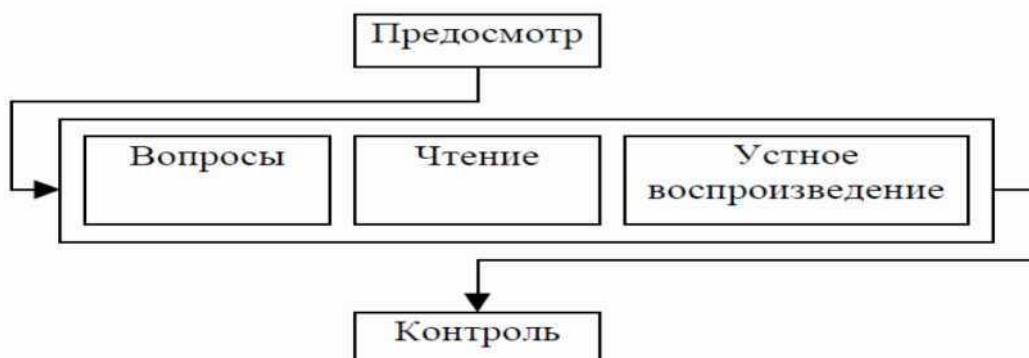 Предосмотр
Вопросы
Чтение
Устное
воспроизведение
Контроль